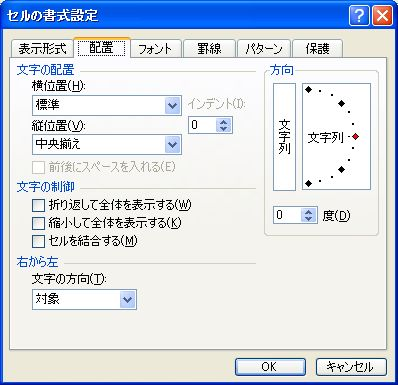 セルの書式設定
表示形式 配置 フォント 罫線 パターン 保護
文字の配置
横位置(H):
標準
インデント(I):
縦位置(V):
0
中央揃え
前後にスペースを入れる(E)
文字の制御
折り返して全体を表示する(W)
縮小して全体を表示する(K)
セルを結合する(M)
右から左
文字の方向(T):
対象
方向
文字列
文字列
0 度(D)
OK キャンセル